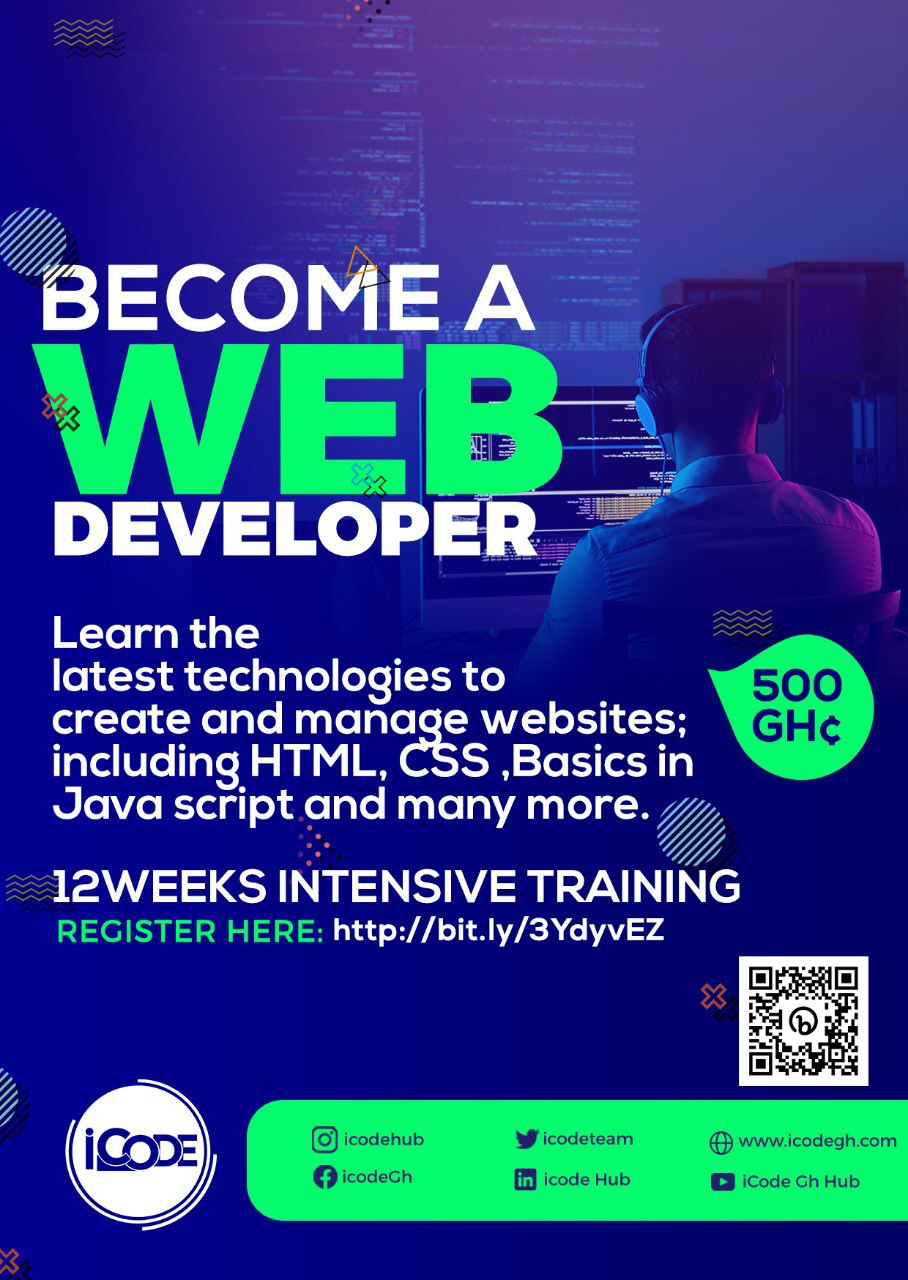 BECOME A
WEB
DEVELOPER
Learn the
latest technologies to
create and manage websites;
including HTML, CSS ,Basics in
Java script and many more.
500
GH¢
12WEEKS INTENSIVE TRAINING
REGISTER HERE: http://bit.ly/3YdyvEZ
iCODE
icodehub
icodeteam
www.icodegh.com
icodeGh
icode Hub
iCode Gh Hub